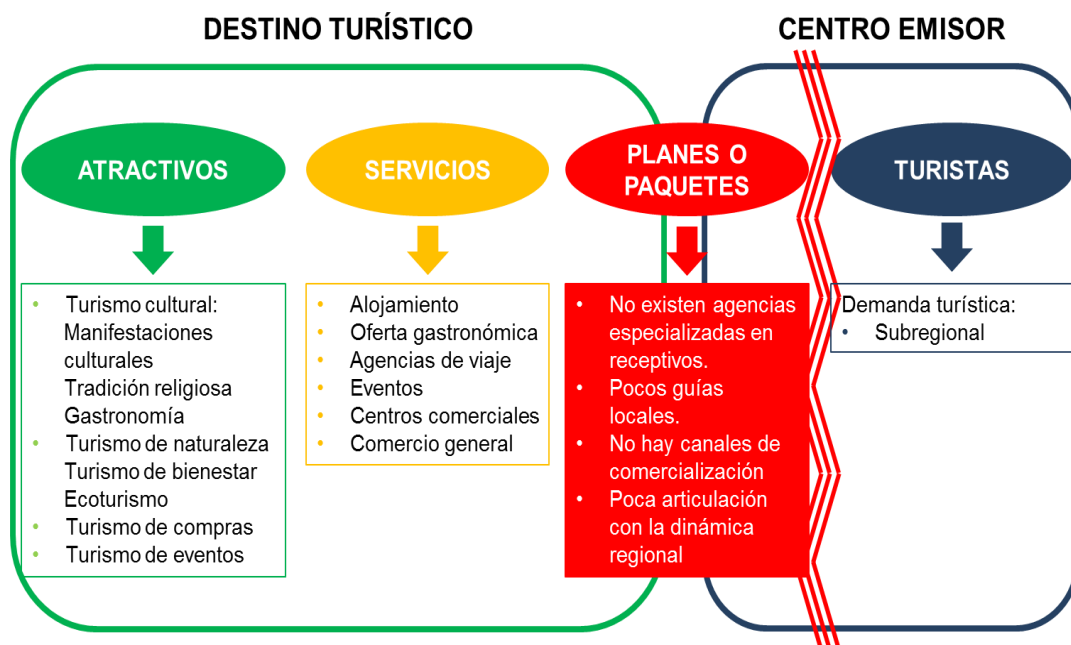 DESTINO TURÍSTICO
CENTRO EMISOR
ATRACTIVOS
SERVICIOS
PLANES O
PAQUETES
TURISTAS
• Turismo cultural:
Manifestaciones
culturales
Tradición religiosa
Gastronomía
• Turismo de naturaleza
Turismo de bienestar
Ecoturismo
• Turismo de compras
• Turismo de eventos
• Alojamiento
• Oferta gastronómica
• Agencias de viaje
• Eventos
• Centros comerciales
• Comercio general
• No existen agencias
especializadas en
receptivos.
• Pocos guías
locales.
• No hay canales de
comercialización
• Poca articulación
con la dinámica
regional
Demanda turística:
• Subregional